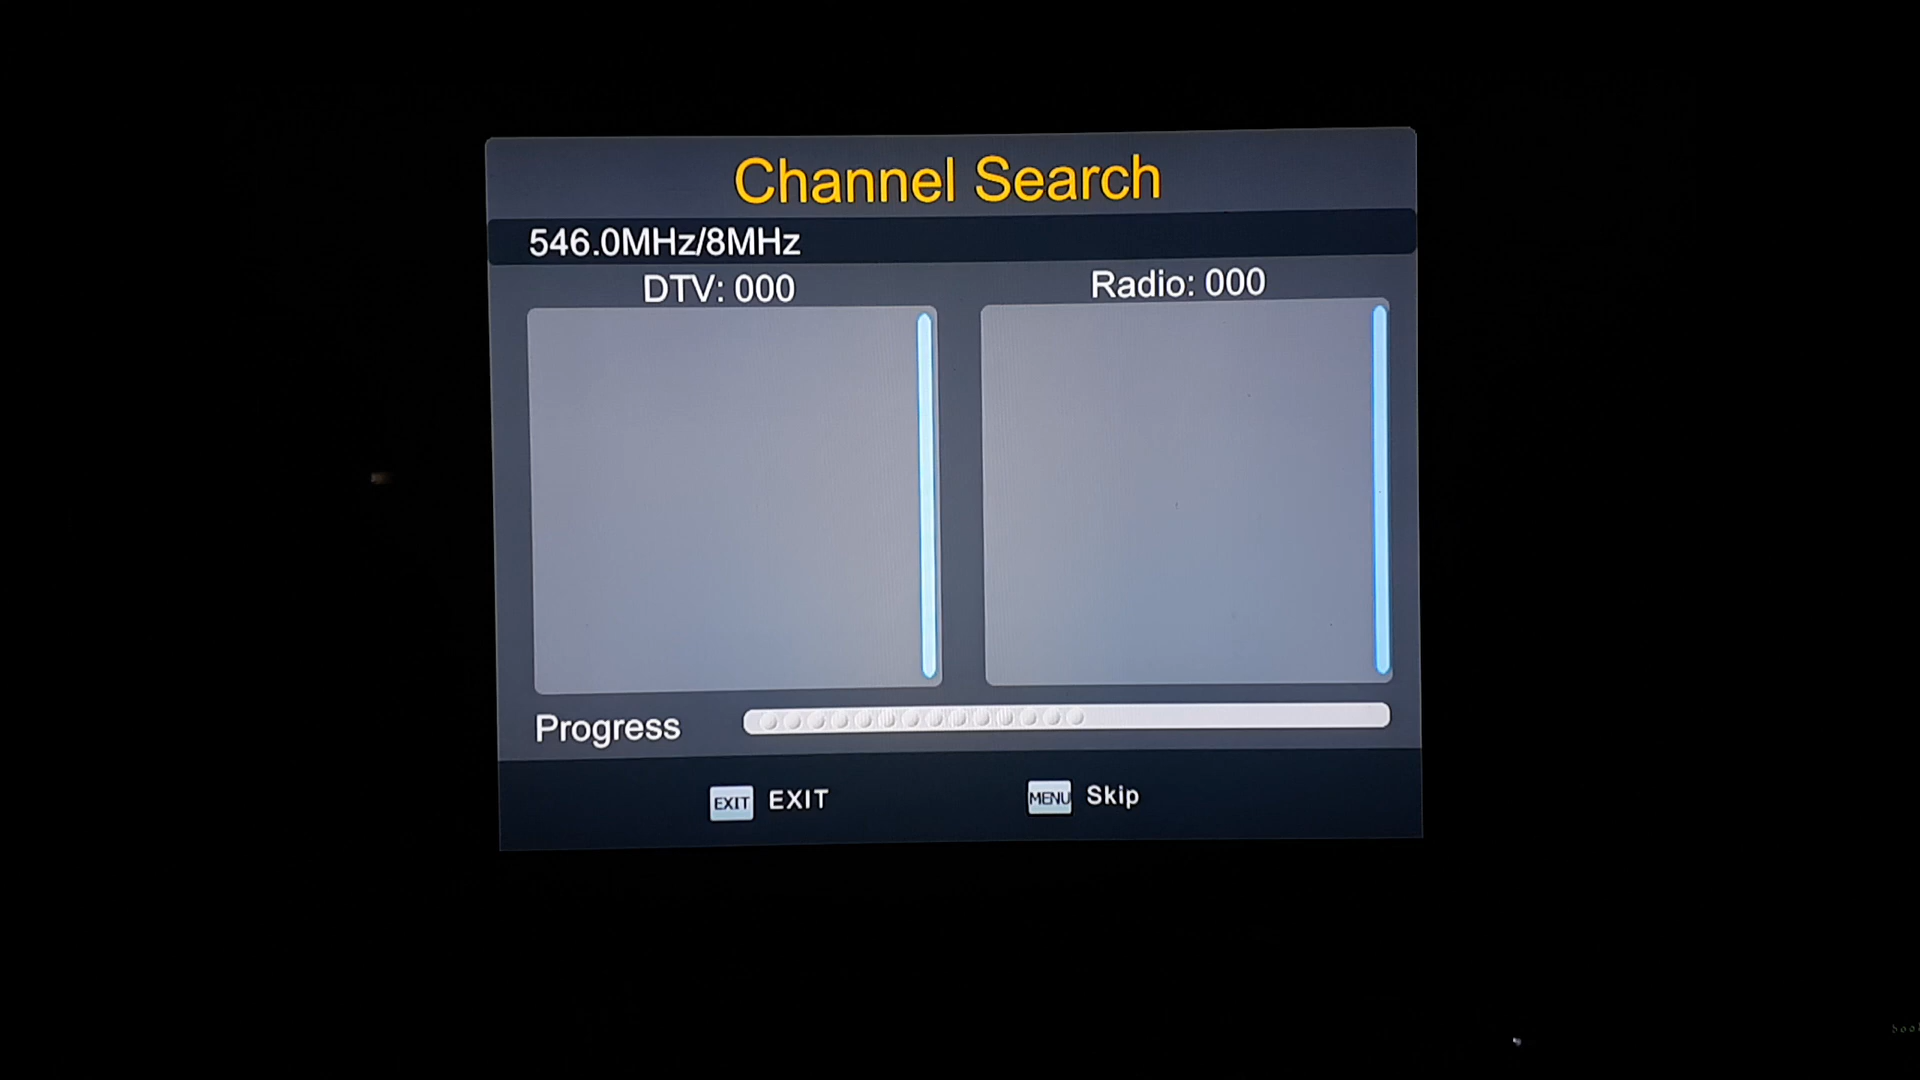 Channel Search
546.0MHz/8MHz
DTV: 000
Radio: 000
Progress
EXIT EXIT
MENU Skip